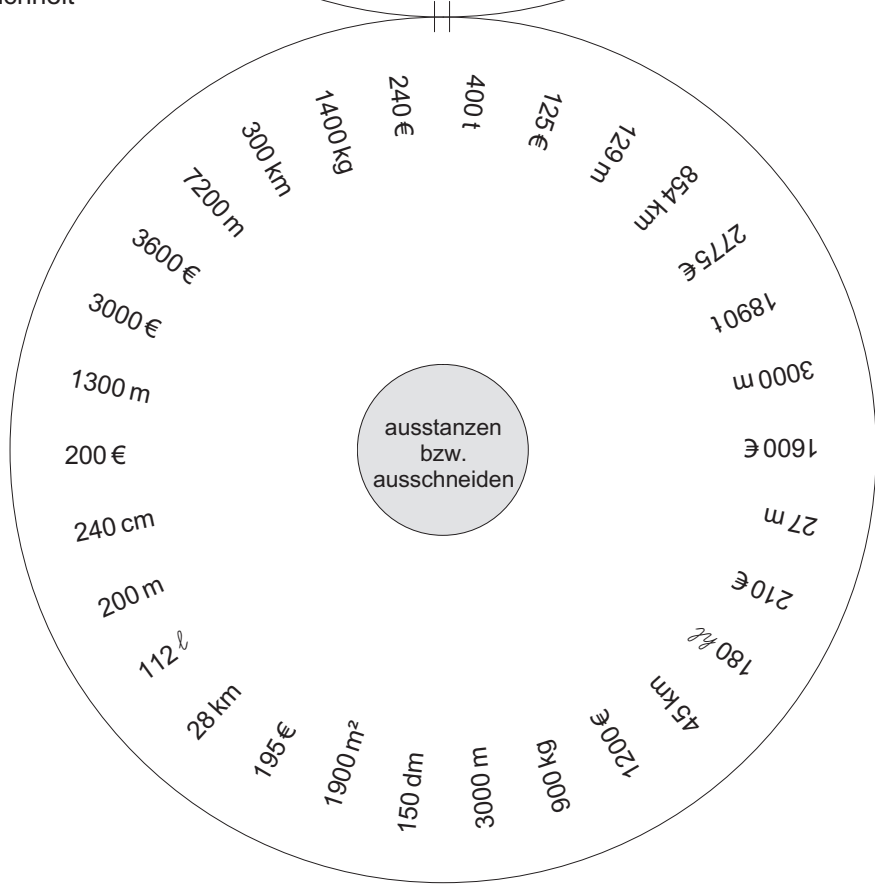 240 €
400 t
125 €
129 m
854 km
2775 €
1890 t
3000 m
1600 €
27 m
210 €
180 hl
45 km
1200 €
900 kg
3000 m
150 dm
1900 m²
195 €
28 km
112 l
200 m
240 cm
200 €
1300 m
3000 €
3600 €
7200 m
300 km
1400 kg
ausstanzen
bzw.
ausschneiden